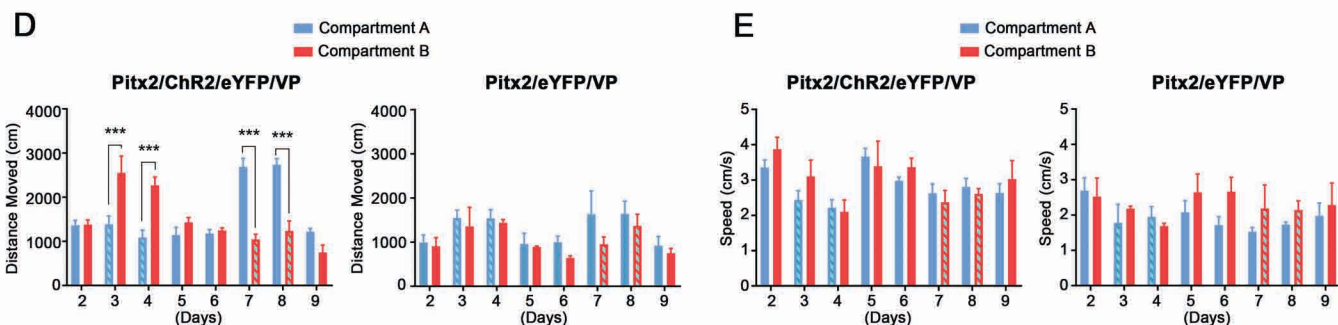 D
Compartment A
Compartment B
Pitx2/ChR2/eYFP/VP
Distance Moved (cm)
4000
3000
2000
1000
0
*** *** *** ***
2 3 4 5 6 7 8 9
(Days)
Pitx2/eYFP/VP
Distance Moved (cm)
4000
3000
2000
1000
0
2 3 4 5 6 7 8 9
(Days)
E
Compartment A
Compartment B
Pitx2/ChR2/eYFP/VP
Speed (cm/s)
5
4
3
2
1
0
2 3 4 5 6 7 8 9
(Days)
Pitx2/eYFP/VP
Speed (cm/s)
5
4
3
2
1
0
2 3 4 5 6 7 8 9
(Days)